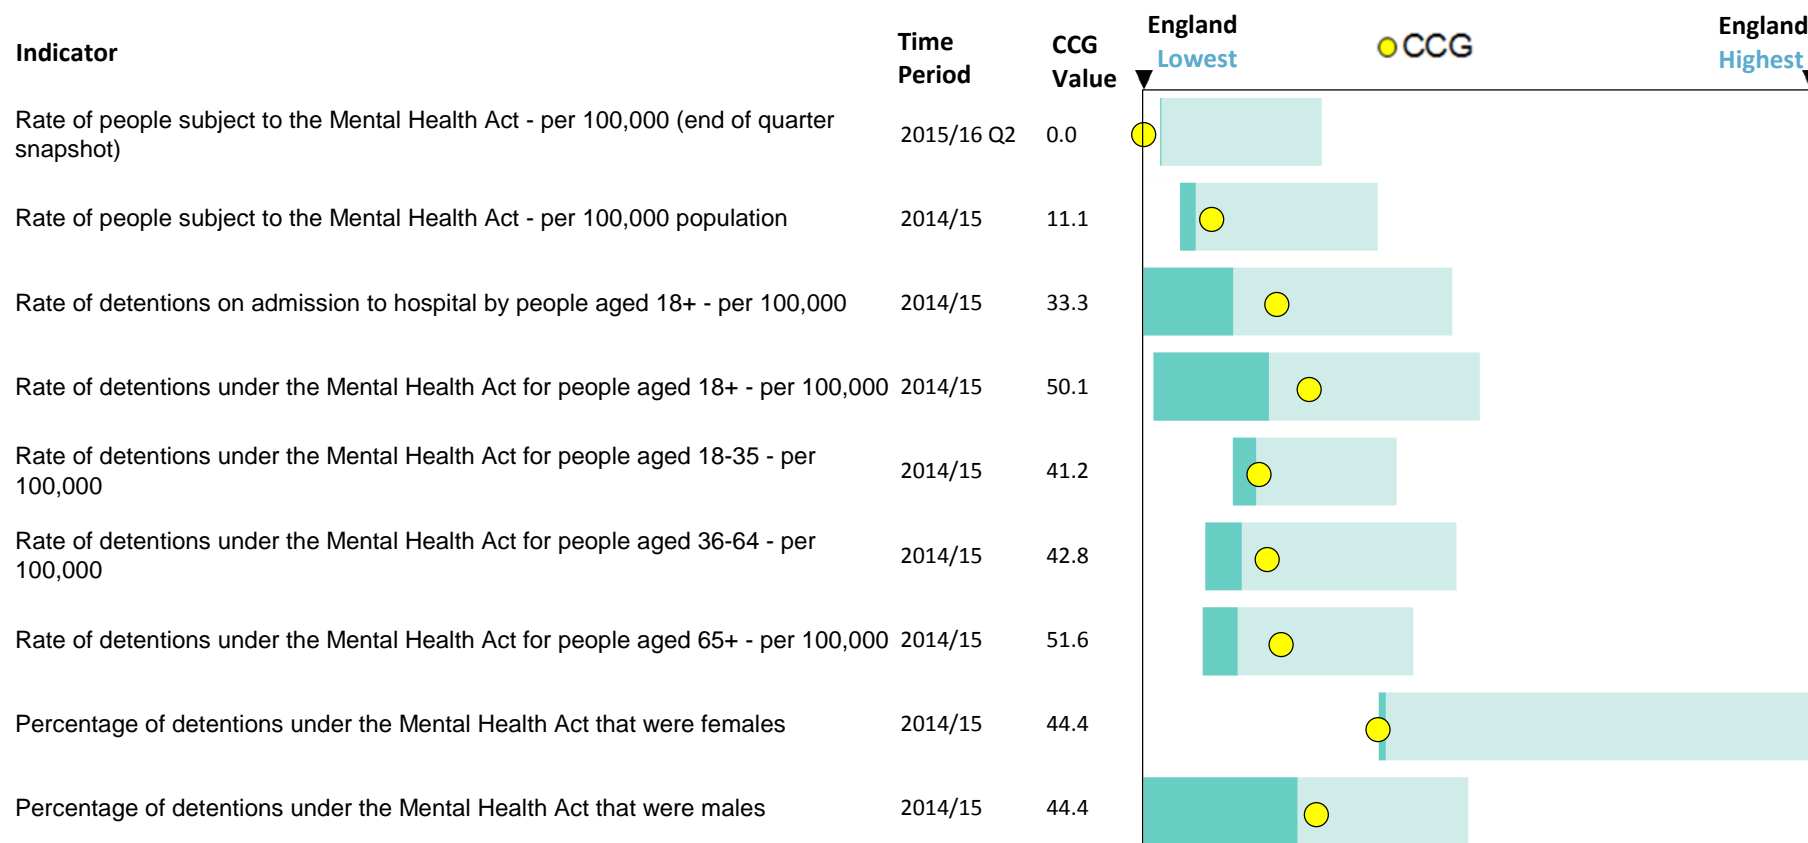 Indicator
Time Period
CCG Value
England Lowest
CCG
England Highest
Rate of people subject to the Mental Health Act - per 100,000 (end of quarter
snapshot)
2015/16 Q2
0.0
Rate of people subject to the Mental Health Act - per 100,000 population
2014/15
11.1
Rate of detentions on admission to hospital by people aged 18+ - per 100,000
2014/15
33.3
Rate of detentions under the Mental Health Act for people aged 18+ - per 100,000
2014/15
50.1
Rate of detentions under the Mental Health Act for people aged 18-35 - per
100,000
2014/15
41.2
Rate of detentions under the Mental Health Act for people aged 36-64 - per
100,000
2014/15
42.8
Rate of detentions under the Mental Health Act for people aged 65+ - per 100,000
2014/15
51.6
Percentage of detentions under the Mental Health Act that were females
2014/15
44.4
Percentage of detentions under the Mental Health Act that were males
2014/15
44.4